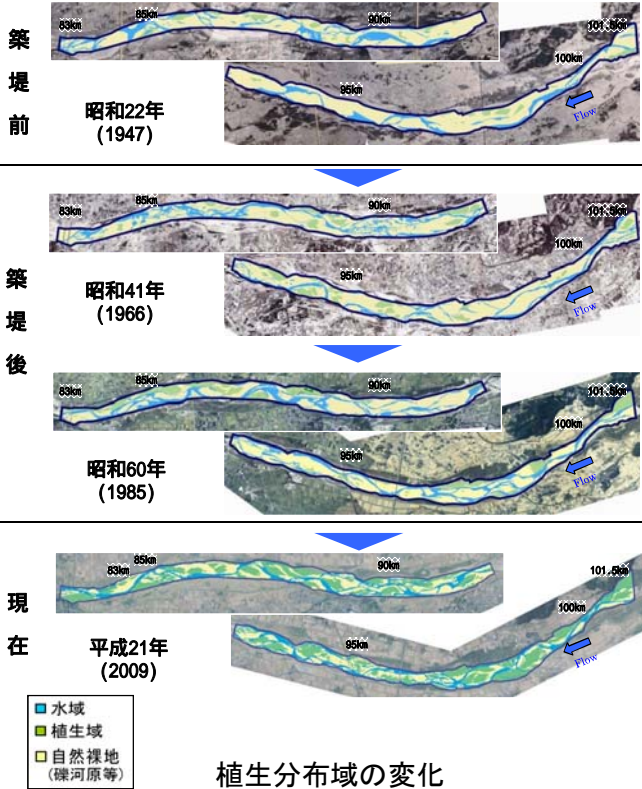 築堤前
83km
85km
90km
101.5km
100km
95km
Flow
昭和22年
(1947)
築堤後
83km
85km
90km
101.5km
100km
95km
Flow
昭和41年
(1966)
83km
85km
90km
101.5km
100km
95km
Flow
昭和60年
(1985)
現在
83km
85km
90km
101.5km
100km
95km
Flow
平成21年
(2009)
水域
植生域
自然裸地
(礫河原等)
植生分布域の変化